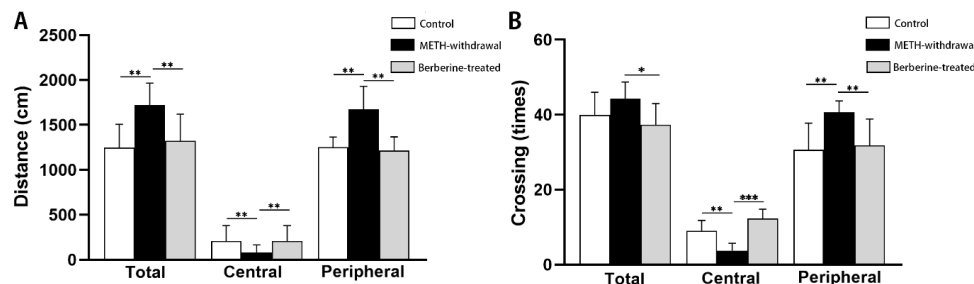 A
Control
METH-withdrawal
Berberine-treated
Distance (cm)
2500
2000
1500
1000
500
0
** ** ** ** ** **
Total Central Peripheral
B
Control
METH-withdrawal
Berberine-treated
Crossing (times)
60
40
20
0
* ** *** ** **
Total Central Peripheral